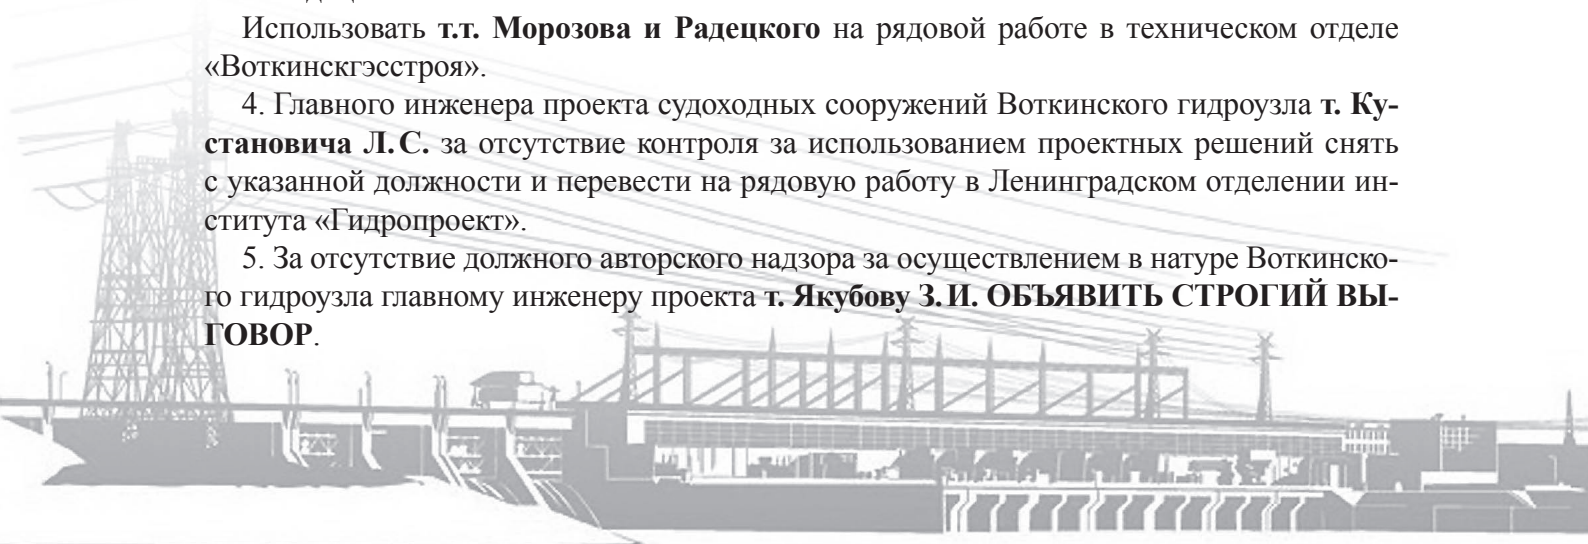 Использовать т.т. Морозова и Радецкого на рядовой работе в техническом отделе
«Воткинскгэсстроя».
4. Главного инженера проекта судоходных сооружений Воткинского гидроузла т. Ку-
становича Л. С. за отсутствие контроля за использованием проектных решений снять
с указанной должности и перевести на рядовую работу в Ленинградском отделении ин-
ститута «Гидропроект».
5. За отсутствие должного авторского надзора за осуществлением в натуре Воткинско-
го гидроузла главному инженеру проекта т. Якубову З. И. ОБЪЯВИТЬ СТРОГИЙ ВЫ-
ГОВОР.